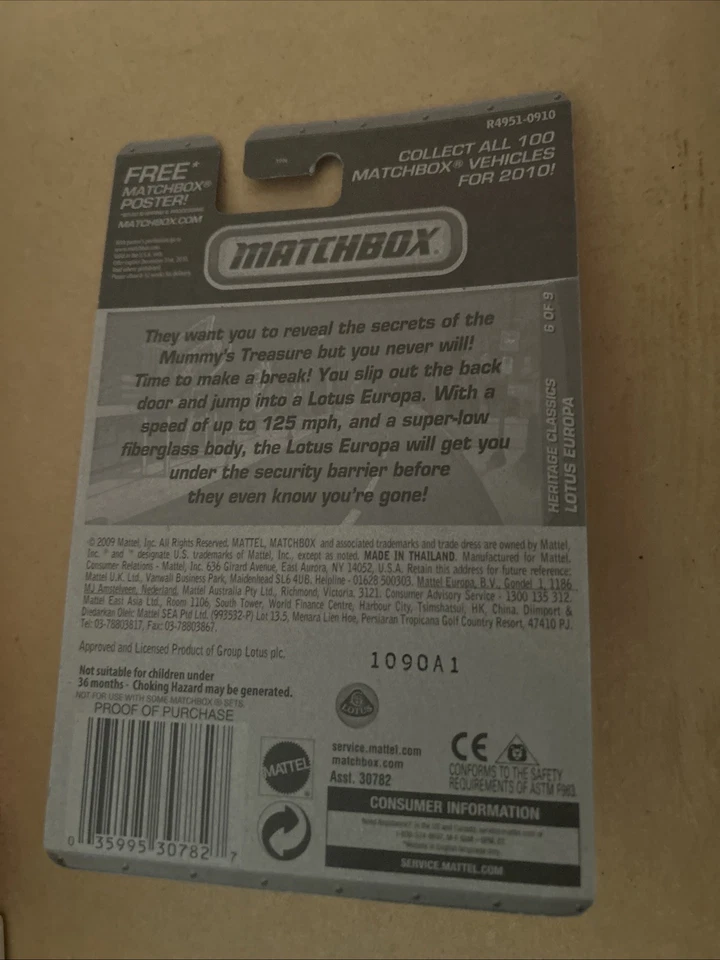 R4951-0910
FREE*
MATCHBOX®
POSTER!
MATCHBOX.COM
COLLECT ALL 100
MATCHBOX® VEHICLES
FOR 2010!
MATCHBOX
They want you to reveal the secrets of the
Mummy's Treasure but you never will!
Time to make a break! You slip out the back
door and jump into a Lotus Europa. With a
speed of up to 125 mph, and a super-low
fiberglass body, the Lotus Europa will get you
under the security barrier before
they even know you're gone!
HERITAGE CLASSICS 6 OF 9
LOTUS EUROPA
© 2009 Mattel, Inc. All Rights Reserved. MATTEL, MATCHBOX and associated trademarks and trade dress are owned by Mattel,
Inc. ® and ™ designate U.S. trademarks of Mattel, Inc., except as noted. MADE IN THAILAND. Manufactured for Mattel.
Consumer Relations - Mattel, Inc. 636 Girard Avenue, East Aurora, NY 14052, U.S.A. Retain this address for future reference:
Mattel U.K. Ltd., Vanwall Business Park, Maidenhead SL6 4UB. Helpline - 01628 500303. Mattel Europa, B.V., Gondel 1, 1186
MJ Amstelveen, Nederland. Mattel Australia Pty Ltd., Richmond, Victoria. 3121. Consumer Advisory Service - 1300 135 312.
Mattel East Asia Ltd., Room 1106, South Tower, World Finance Centre, Harbour City, Tsimshatsui, HK, China. Diimport &
Diedarkan Oleh: Mattel SEA Ptd Ltd. (993532-P) Lot 13.5, Menara Lien Hoe, Persiaran Tropicana Golf Country Resort, 47410 PJ.
Tel: 03-78803817, Fax: 03-78803867.
Approved and Licensed Product of Group Lotus plc.
1090A1
Not suitable for children under
36 months - Choking Hazard may be generated.
NOT FOR USE WITH SOME MATCHBOX® SETS.
PROOF OF PURCHASE
LOTUS
MATTEL
service.mattel.com
matchbox.com
Asst. 30782
CE
CONFORMS TO THE SAFETY
REQUIREMENTS OF ASTM F963.
CONSUMER INFORMATION
SERVICE.MATTEL.COM
0 35995 30782 7